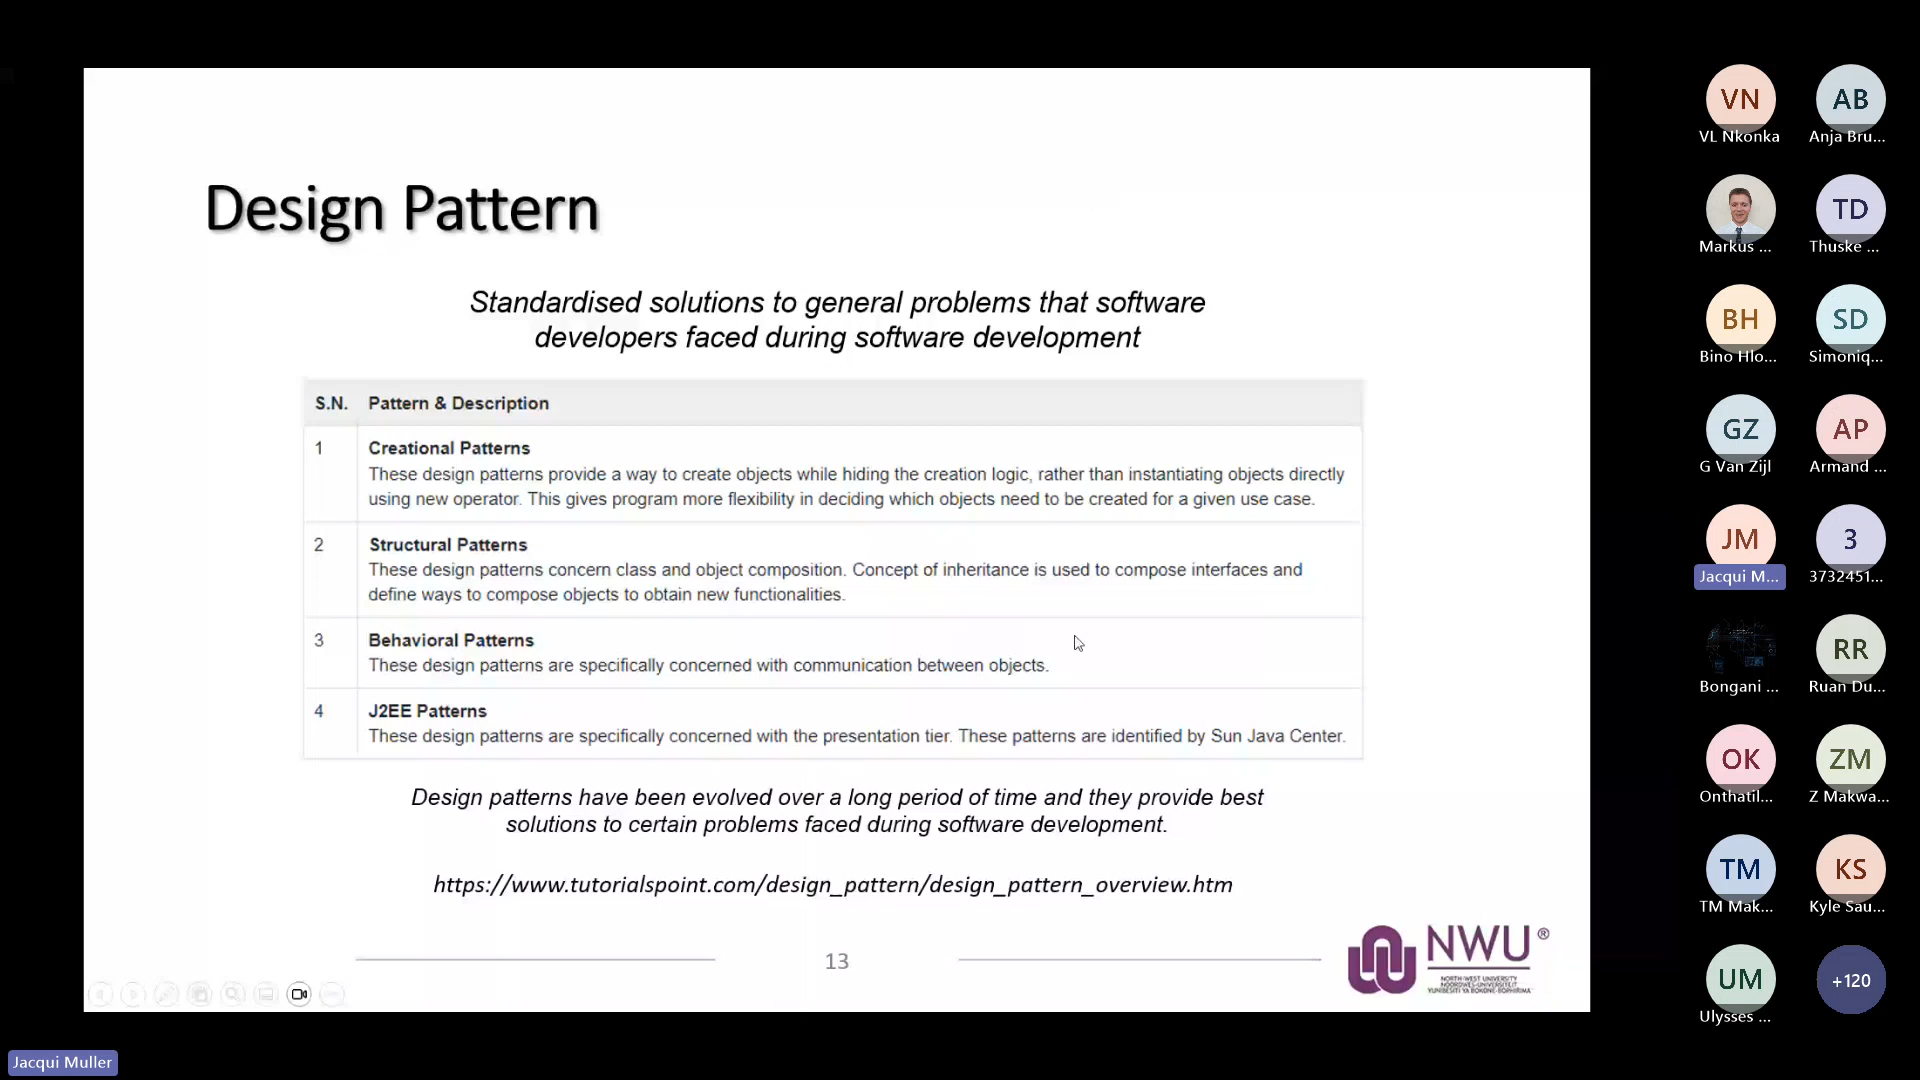 Design Pattern
Standardised solutions to general problems that software
developers faced during software development
S.N. Pattern & Description
1 Creational Patterns
These design patterns provide a way to create objects while hiding the creation logic, rather than instantiating objects directly
using new operator. This gives program more flexibility in deciding which objects need to be created for a given use case.
2 Structural Patterns
These design patterns concern class and object composition. Concept of inheritance is used to compose interfaces and
define ways to compose objects to obtain new functionalities.
3 Behavioral Patterns
These design patterns are specifically concerned with communication between objects.
4 J2EE Patterns
These design patterns are specifically concerned with the presentation tier. These patterns are identified by Sun Java Center.
Design patterns have been evolved over a long period of time and they provide best
solutions to certain problems faced during software development.
https://www.tutorialspoint.com/design_pattern/design_pattern_overview.htm
13
NWU ®
NORTH-WEST UNIVERSITY
NOORDWES-UNIVERSITEIT
YUNIBESITI YA BOKONE-BOPHIRIMA
Jacqui Muller
VN AB
VL Nkonka Anja Bru...
TD
Markus ... Thuske ...
BH SD
Bino Hlo... Simoniq...
GZ AP
G Van Zijl Armand ...
JM 3
Jacqui M... 3732451...
RR
Bongani ... Ruan Du...
OK ZM
Onthatil... Z Makwa...
TM KS
TM Mak... Kyle Sau...
UM +120
Ulysses ...